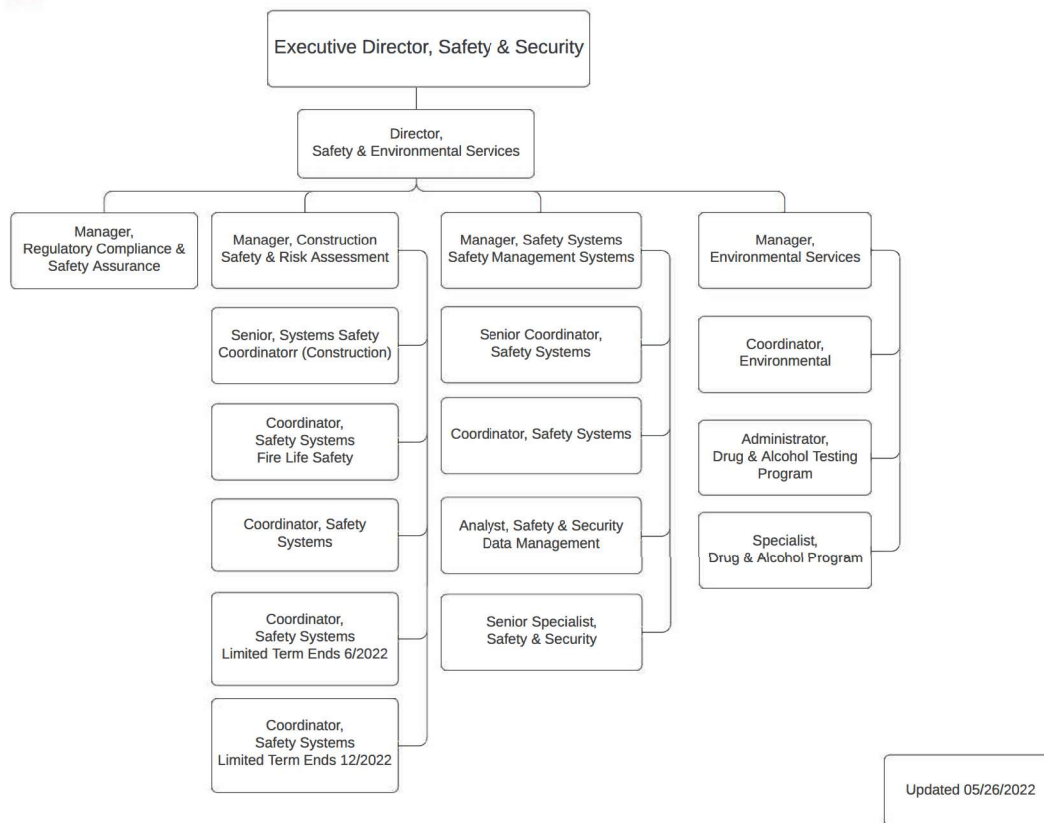 Executive Director, Safety & Security
Director,
Safety & Environmental Services
Manager,
Regulatory Compliance &
Safety Assurance
Manager, Construction
Safety & Risk Assessment
Senior, Systems Safety
Coordinatorr (Construction)
Coordinator,
Safety Systems
Fire Life Safety
Coordinator, Safety
Systems
Coordinator,
Safety Systems
Limited Term Ends 6/2022
Coordinator,
Safety Systems
Limited Term Ends 12/2022
Manager, Safety Systems
Safety Management Systems
Senior Coordinator,
Safety Systems
Coordinator, Safety Systems
Analyst, Safety & Security
Data Management
Senior Specialist,
Safety & Security
Manager,
Environmental Services
Coordinator,
Environmental
Administrator,
Drug & Alcohol Testing
Program
Specialist,
Drug & Alcohol Program
Updated 05/26/2022